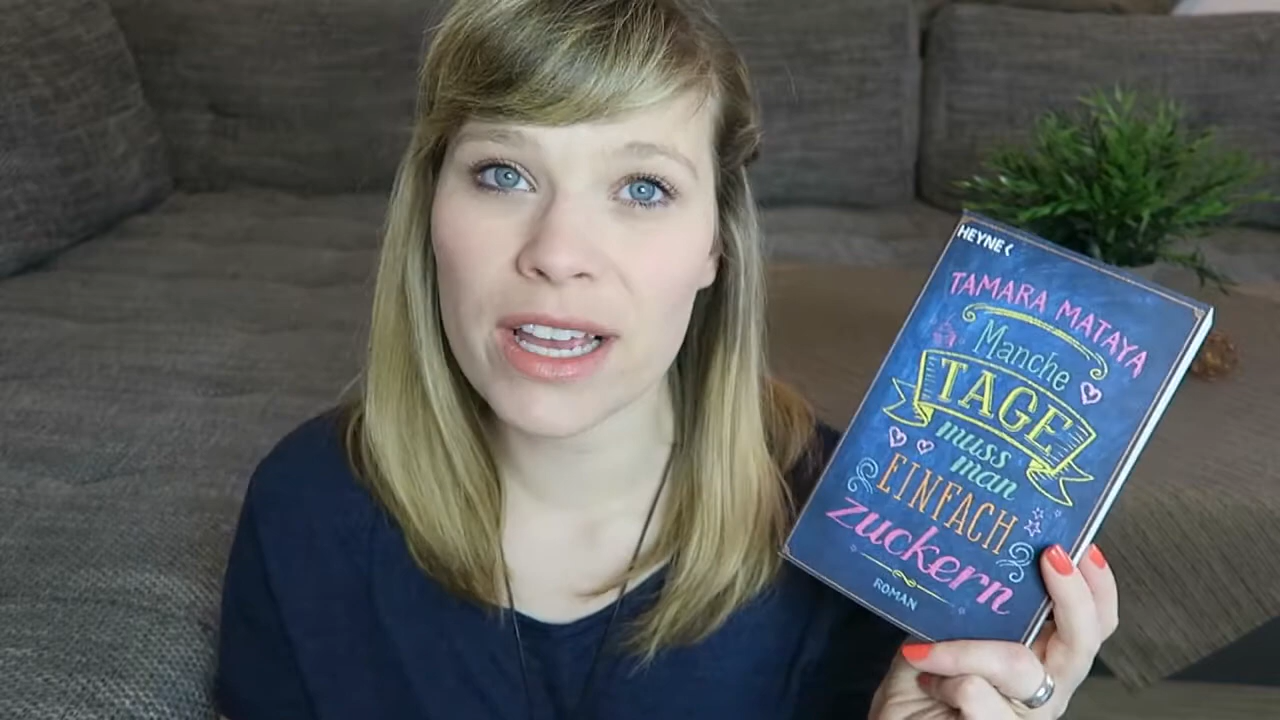 HEYNE
TAMARA MATAYA
Manche
TAGE
muss
man
EINFACH
zuckern
ROMAN